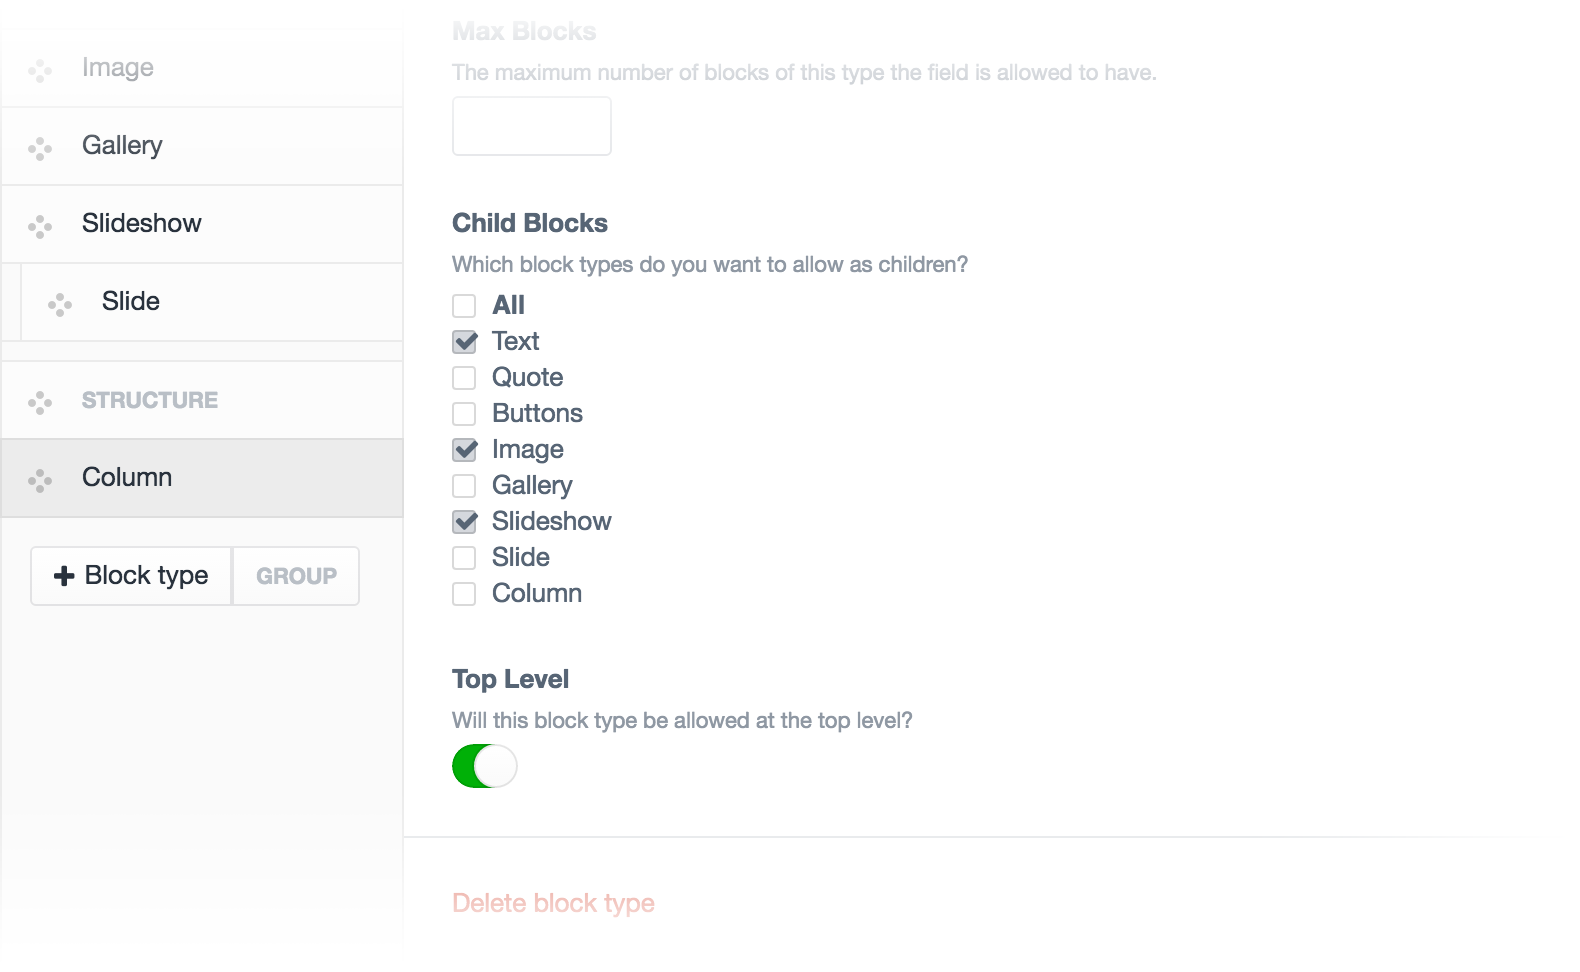 Image
Gallery
Slideshow
Slide
STRUCTURE
Column
Block type
GROUP
Max Blocks
The maximum number of blocks of this type the field is allowed to have.
Child Blocks
Which block types do you want to allow as children?
All
Text
Quote
Buttons
Image
Gallery
Slideshow
Slide
Column
Top Level
Will this block type be allowed at the top level?
Delete block type